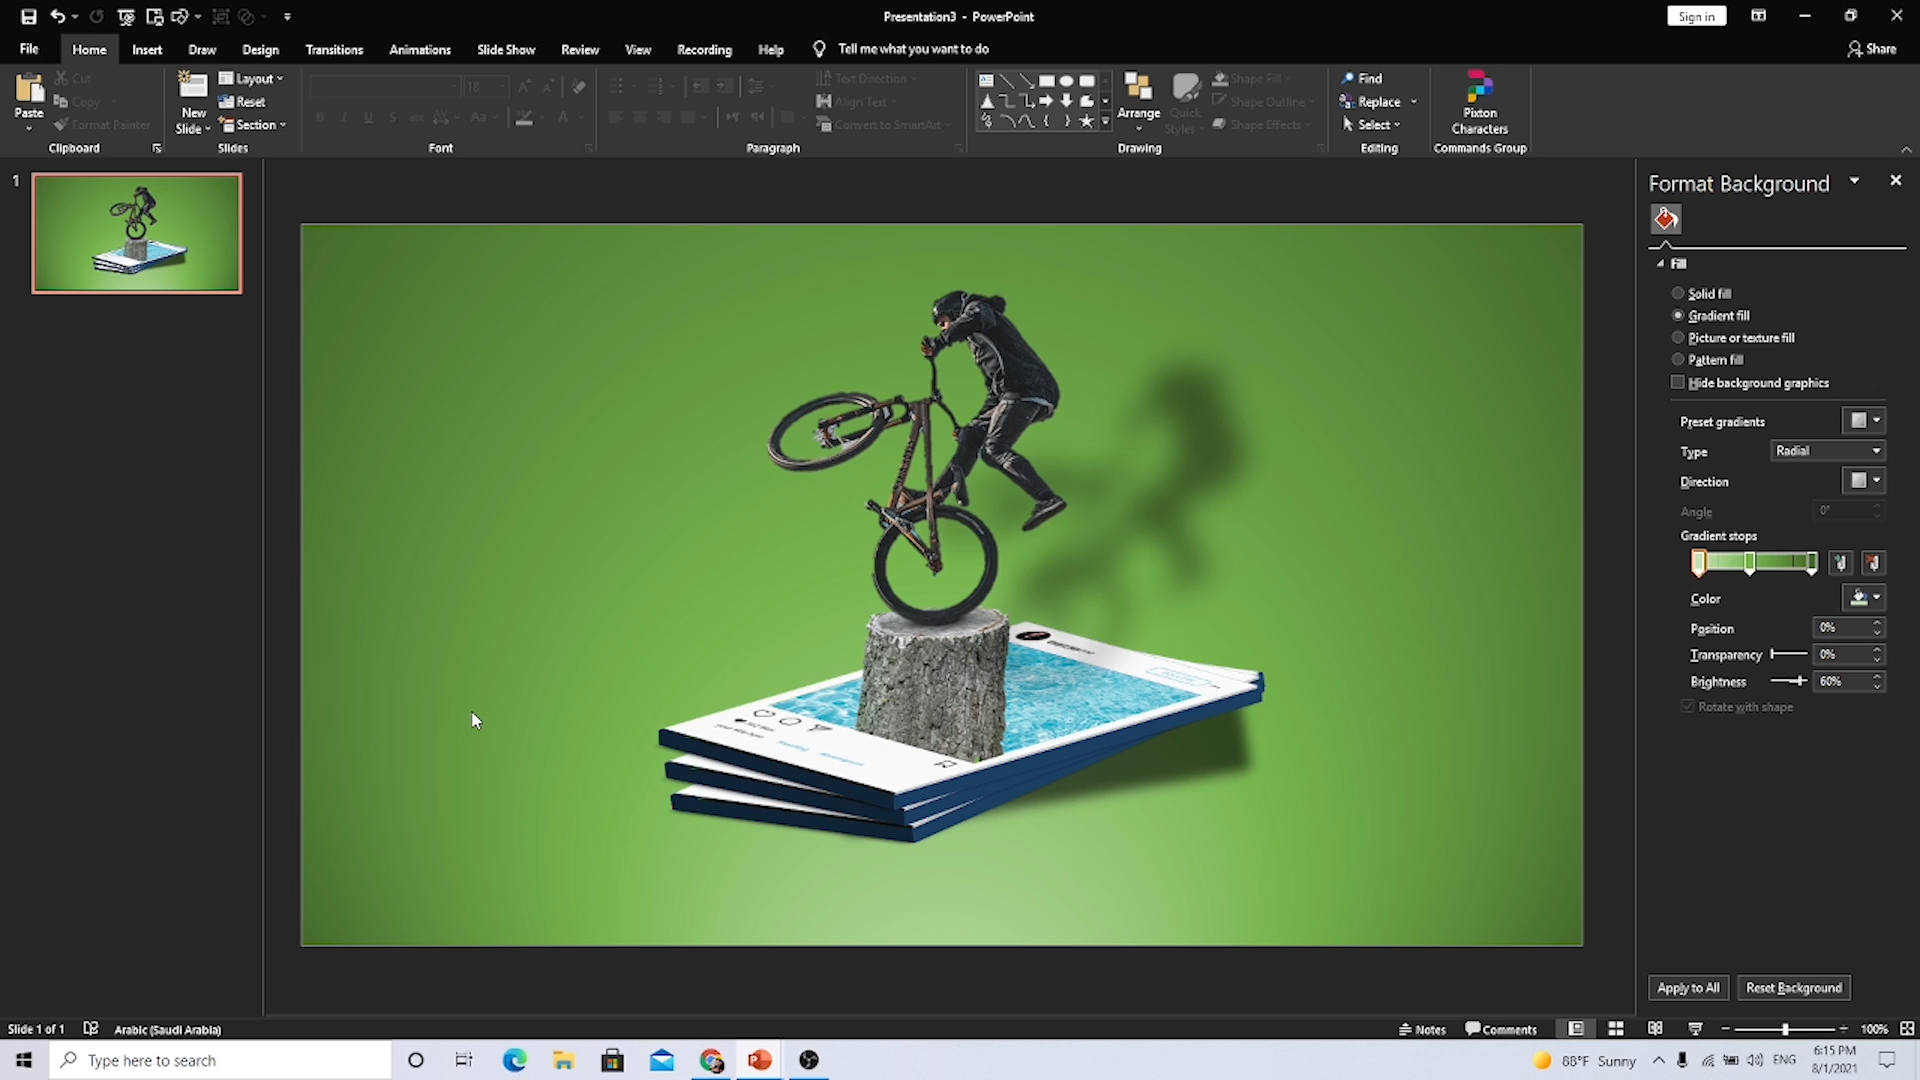 Presentation3 - PowerPoint
Sign in
File Home Insert Draw Design Transitions Animations Slide Show Review View Recording Help Tell me what you want to do Share
Paste
Cut
Copy
Format Painter
Clipboard
New Slide
Layout
Reset
Section
Slides
18
Aa
Font
Text Direction
Align Text
Convert to SmartArt
Paragraph
Arrange
Quick Styles
Shape Fill
Shape Outline
Shape Effects
Drawing
Find
Replace
Select
Editing
Pixton Characters
Commands Group
1
Format Background
Fill
Solid fill
Gradient fill
Picture or texture fill
Pattern fill
Hide background graphics
Preset gradients
Type Radial
Direction
Angle 0°
Gradient stops
Color
Position 0%
Transparency 0%
Brightness 60%
Rotate with shape
Apply to All Reset Background
Slide 1 of 1 Arabic (Saudi Arabia) Notes Comments 100%
Type here to search
88°F Sunny ENG 6:15 PM
8/1/2021